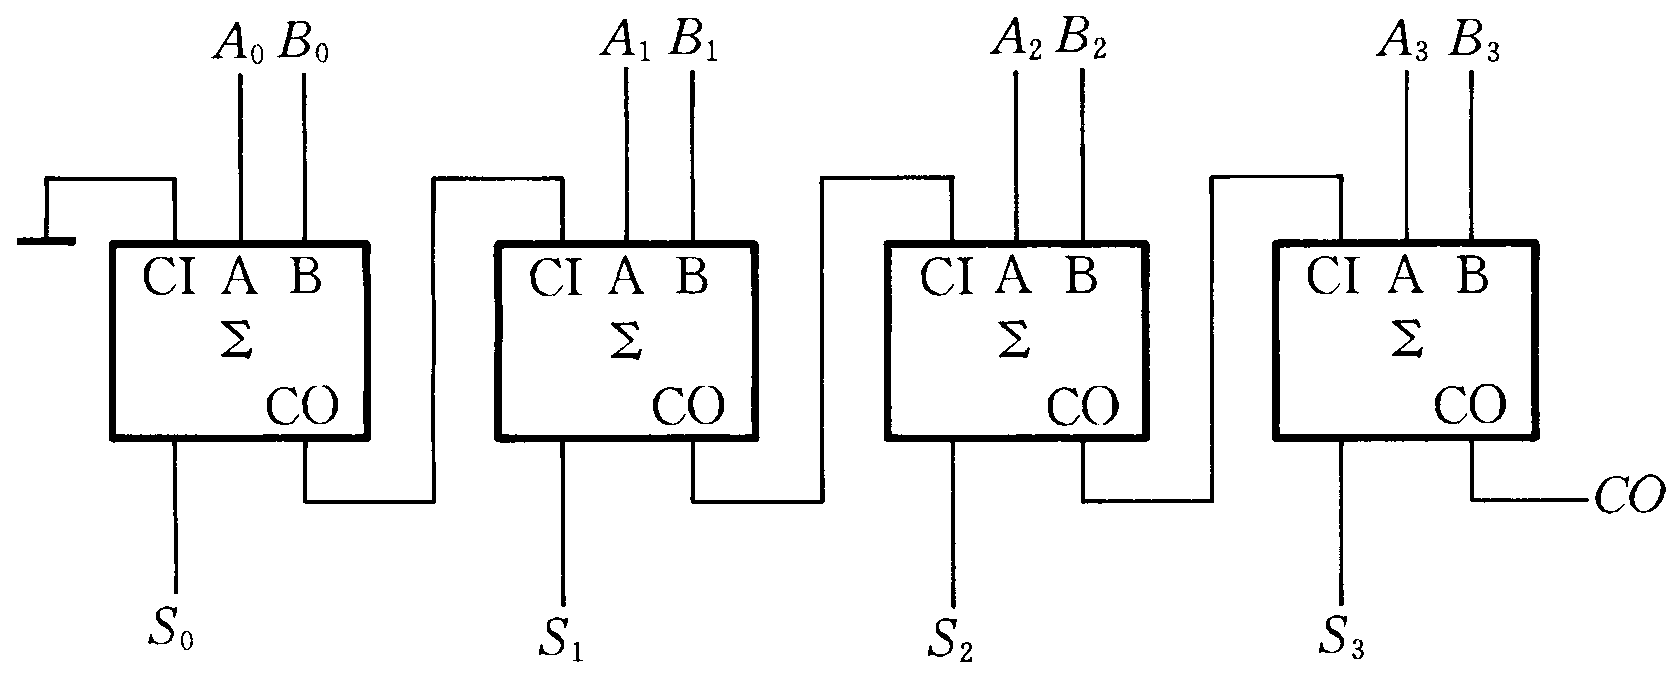 A₀ B₀ A₁ B₁ A₂ B₂ A₃ B₃
CI A B CI A B CI A B CI A B
Σ Σ Σ Σ
CO CO CO CO
CO
S₀ S₁ S₂ S₃